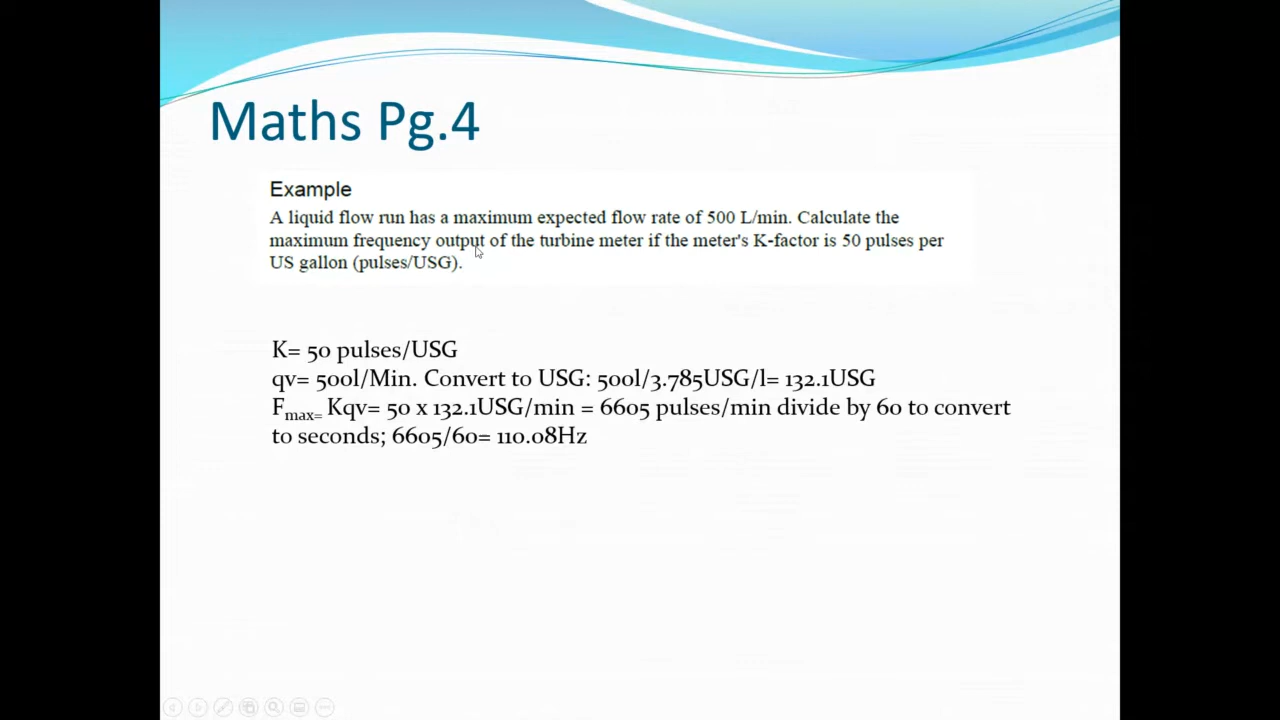 Maths Pg.4
Example
A liquid flow run has a maximum expected flow rate of 500 L/min. Calculate the
maximum frequency output of the turbine meter if the meter's K-factor is 50 pulses per
US gallon (pulses/USG).
K= 50 pulses/USG
qv= 500l/Min. Convert to USG: 500l/3.785USG/l= 132.1USG
Fmax= Kqv= 50 x 132.1USG/min = 6605 pulses/min divide by 60 to convert
to seconds; 6605/60= 110.08Hz